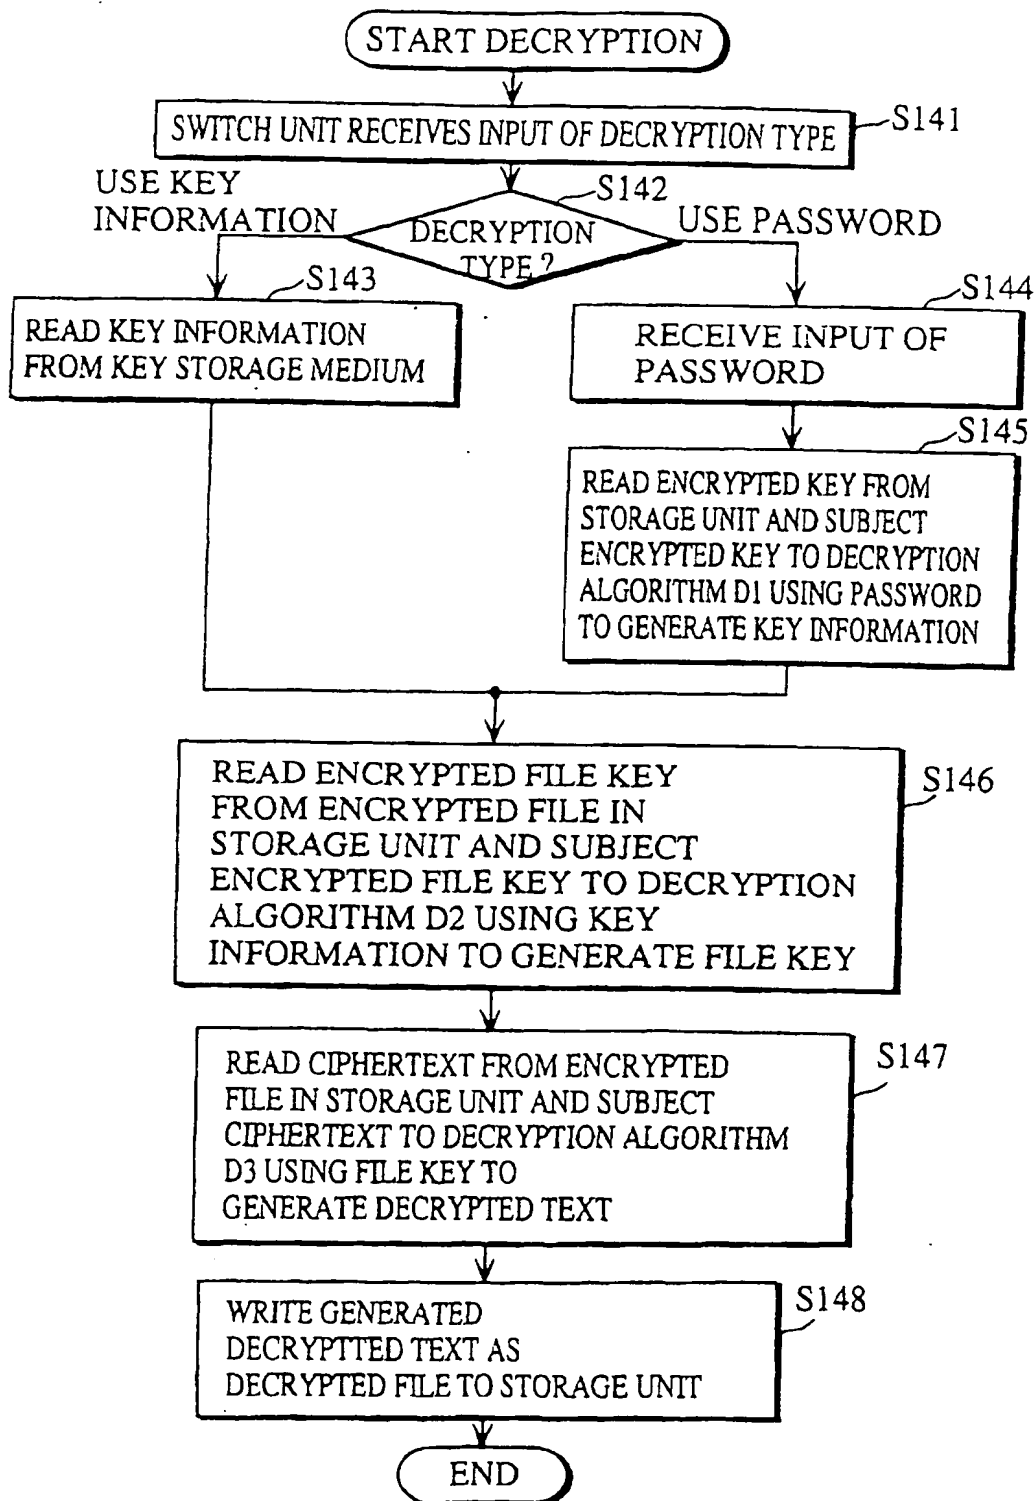 START DECRYPTION
SWITCH UNIT RECEIVES INPUT OF DECRYPTION TYPE
S141
USE KEY
INFORMATION
S142
DECRYPTION
TYPE?
USE PASSWORD
S143
READ KEY INFORMATION
FROM KEY STORAGE MEDIUM
S144
RECEIVE INPUT OF
PASSWORD
S145
READ ENCRYPTED KEY FROM
STORAGE UNIT AND SUBJECT
ENCRYPTED KEY TO DECRYPTION
ALGORITHM D1 USING PASSWORD
TO GENERATE KEY INFORMATION
S146
READ ENCRYPTED FILE KEY
FROM ENCRYPTED FILE IN
STORAGE UNIT AND SUBJECT
ENCRYPTED FILE KEY TO DECRYPTION
ALGORITHM D2 USING KEY
INFORMATION TO GENERATE FILE KEY
S147
READ CIPHERTEXT FROM ENCRYPTED
FILE IN STORAGE UNIT AND SUBJECT
CIPHERTEXT TO DECRYPTION ALGORITHM
D3 USING FILE KEY TO
GENERATE DECRYPTED TEXT
S148
WRITE GENERATED
DECRYPTTED TEXT AS
DECRYPTED FILE TO STORAGE UNIT
END